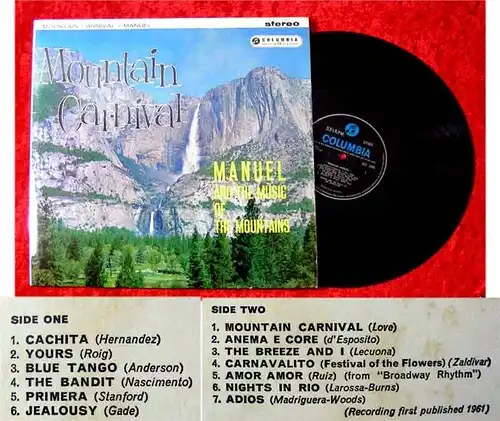 MOUNTAIN CARNIVAL • MANUEL
stereo
COLUMBIA
Mountain
Carnival
MANUEL
AND THE MUSIC
OF
THE MOUNTAINS
COLUMBIA
SIDE ONE
1. CACHITA (Hernandez)
2. YOURS (Roig)
3. BLUE TANGO (Anderson)
4. THE BANDIT (Nascimento)
5. PRIMERA (Stanford)
6. JEALOUSY (Gade)
SIDE TWO
1. MOUNTAIN CARNIVAL (Love)
2. ANEMA E CORE (d'Esposito)
3. THE BREEZE AND I (Lecuona)
4. CARNAVALITO (Festival of the Flowers) (Zaldivar)
5. AMOR AMOR (Ruiz) (from "Broadway Rhythm")
6. NIGHTS IN RIO (Larossa-Burns)
7. ADIOS (Madriguera-Woods)
(Recording first published 1961)